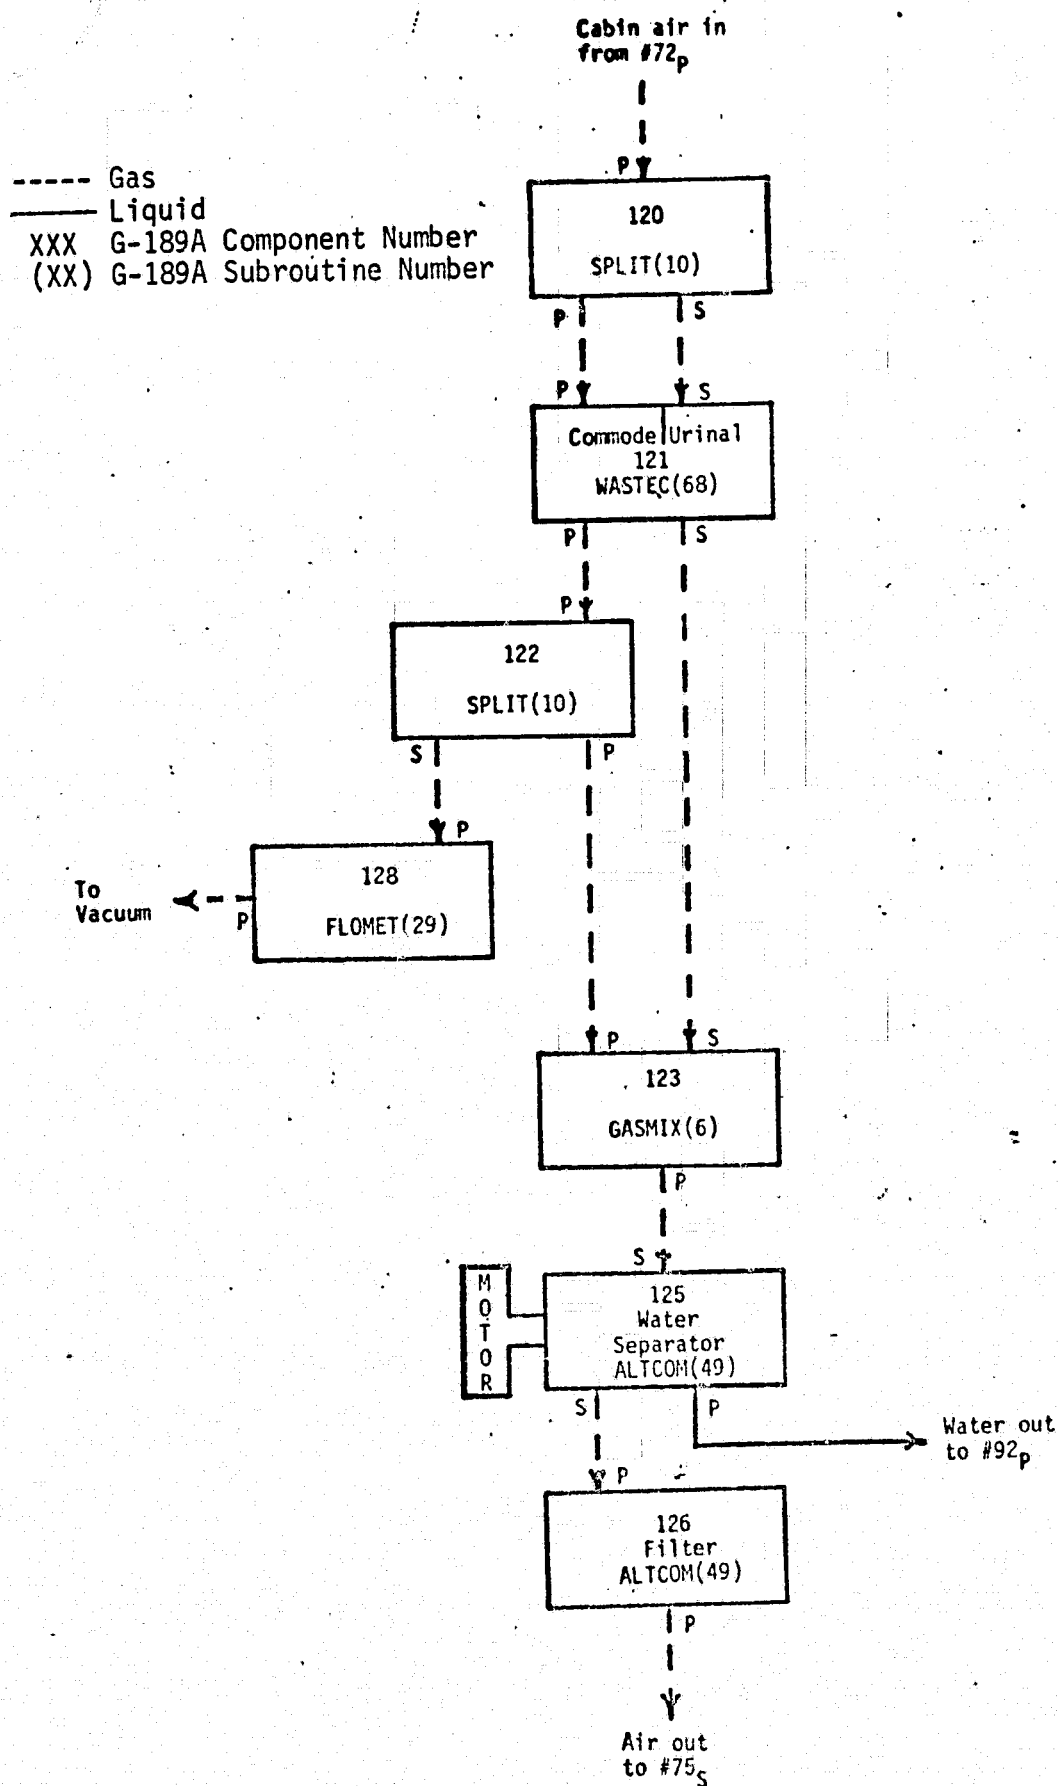 Cabin air in
from #72p
P
----- Gas
——— Liquid
XXX G-189A Component Number
(XX) G-189A Subroutine Number
120
SPLIT(10)
P S
P S
Commode|Urinal
121
WASTEC(68)
P S
P
122
SPLIT(10)
S P
P
128
FLOMET(29)
To
Vacuum
P
P S
123
GASMIX(6)
P
S
MOTOR
125
Water
Separator
ALTCOM(49)
S P
Water out
to #92p
P
126
Filter
ALTCOM(49)
P
Air out
to #75S